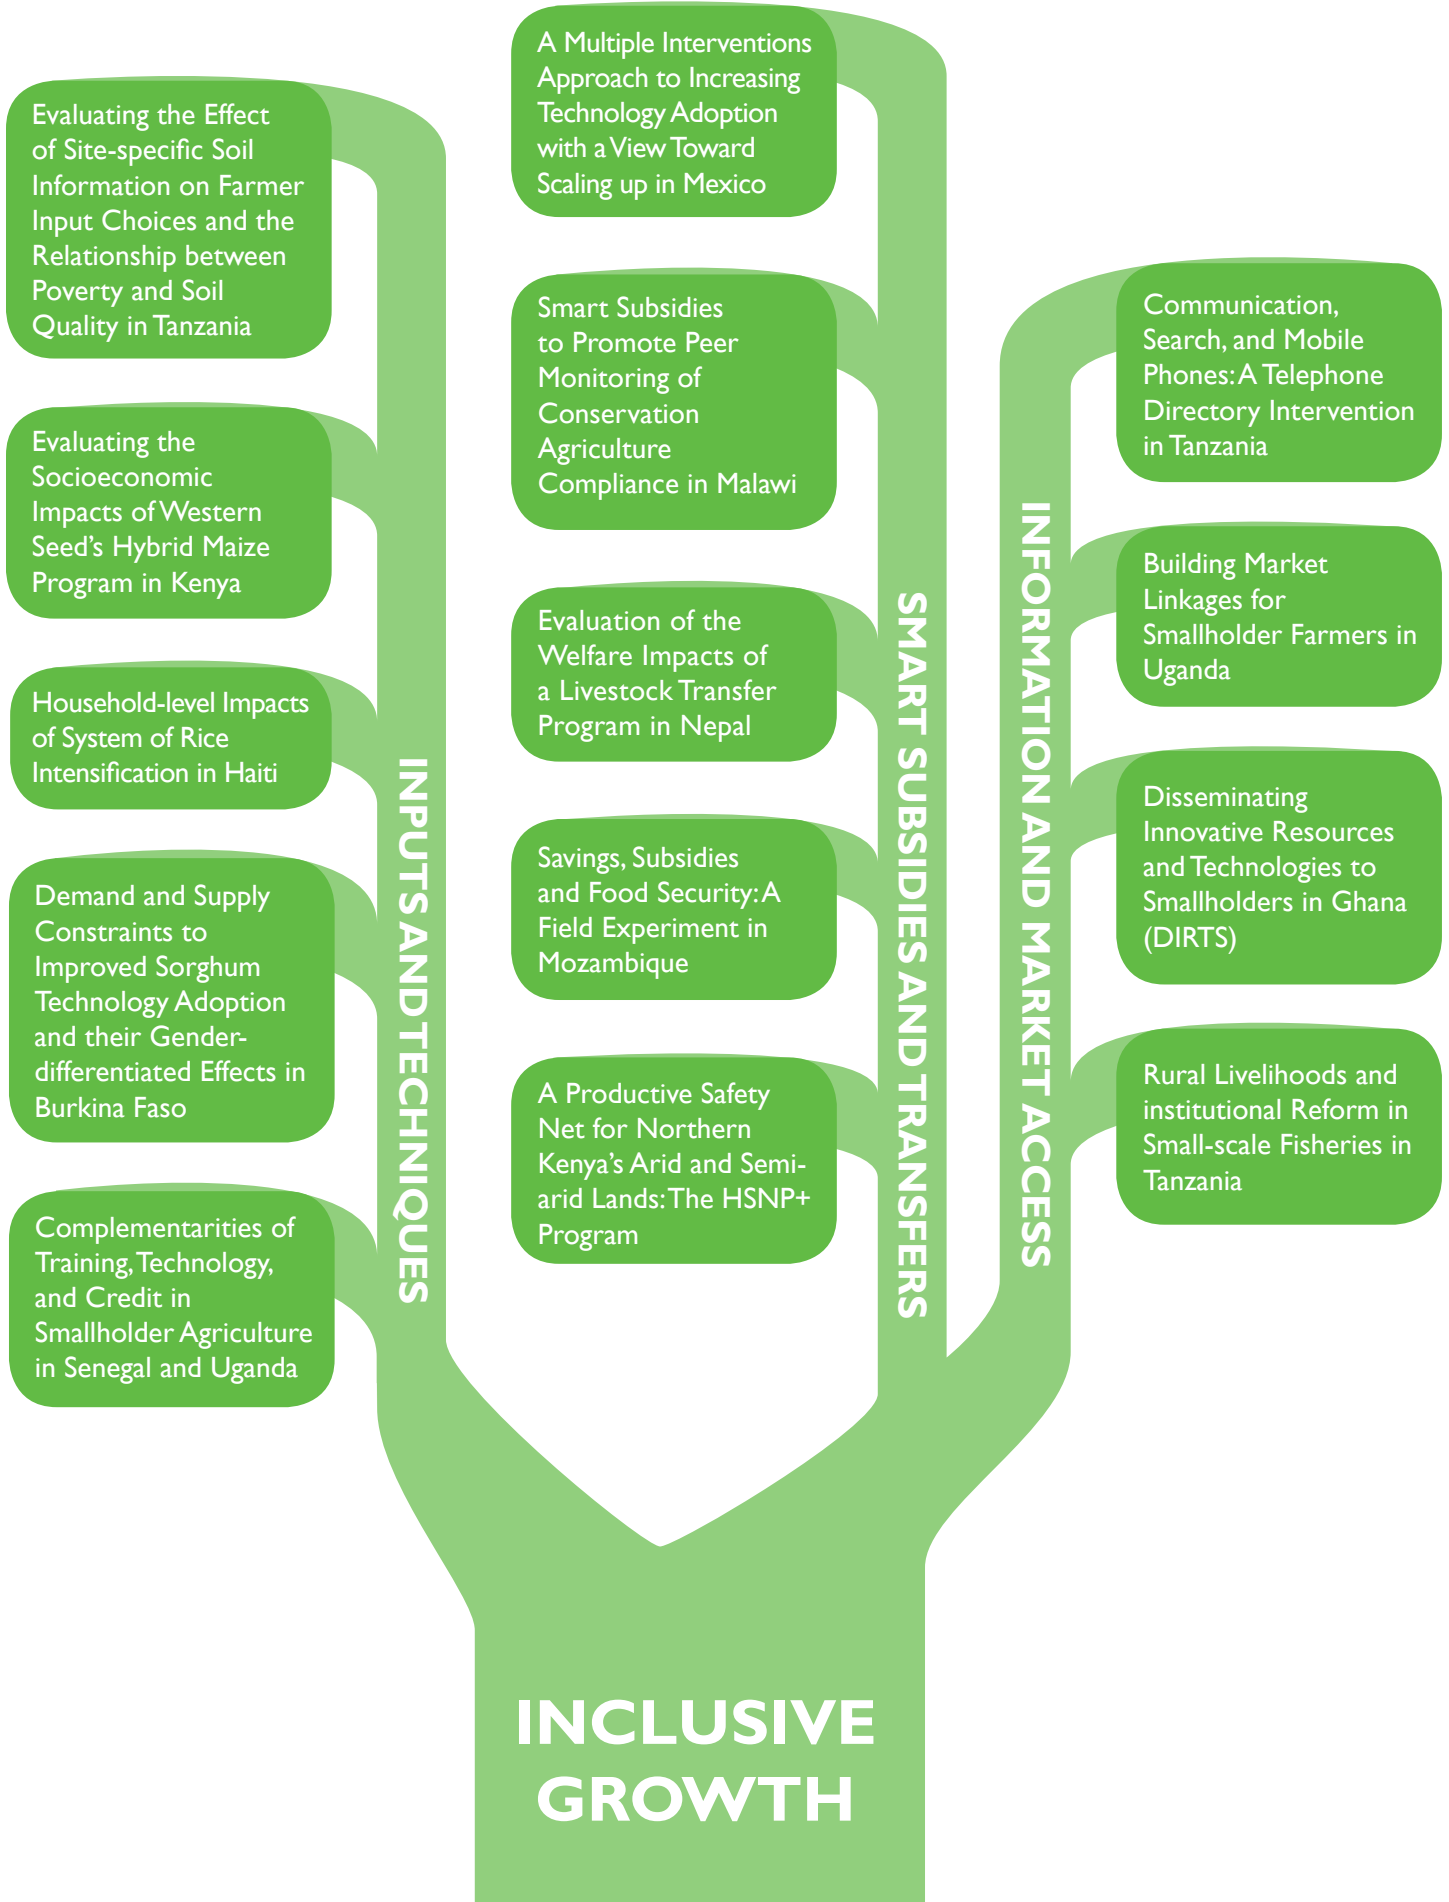 Evaluating the Effect
of Site-specific Soil
Information on Farmer
Input Choices and the
Relationship between
Poverty and Soil
Quality in Tanzania
Evaluating the
Socioeconomic
Impacts of Western
Seed's Hybrid Maize
Program in Kenya
Household-level Impacts
of System of Rice
Intensification in Haiti
Demand and Supply
Constraints to
Improved Sorghum
Technology Adoption
and their Gender-
differentiated Effects in
Burkina Faso
Complementarities of
Training, Technology,
and Credit in
Smallholder Agriculture
in Senegal and Uganda
INPUTS AND TECHNIQUES
A Multiple Interventions
Approach to Increasing
Technology Adoption
with a View Toward
Scaling up in Mexico
Smart Subsidies
to Promote Peer
Monitoring of
Conservation
Agriculture
Compliance in Malawi
Evaluation of the
Welfare Impacts of
a Livestock Transfer
Program in Nepal
Savings, Subsidies
and Food Security: A
Field Experiment in
Mozambique
A Productive Safety
Net for Northern
Kenya's Arid and Semi-
arid Lands: The HSNP+
Program
SMART SUBSIDIES AND TRANSFERS
INFORMATION AND MARKET ACCESS
Communication,
Search, and Mobile
Phones: A Telephone
Directory Intervention
in Tanzania
Building Market
Linkages for
Smallholder Farmers in
Uganda
Disseminating
Innovative Resources
and Technologies to
Smallholders in Ghana
(DIRTS)
Rural Livelihoods and
institutional Reform in
Small-scale Fisheries in
Tanzania
INCLUSIVE
GROWTH